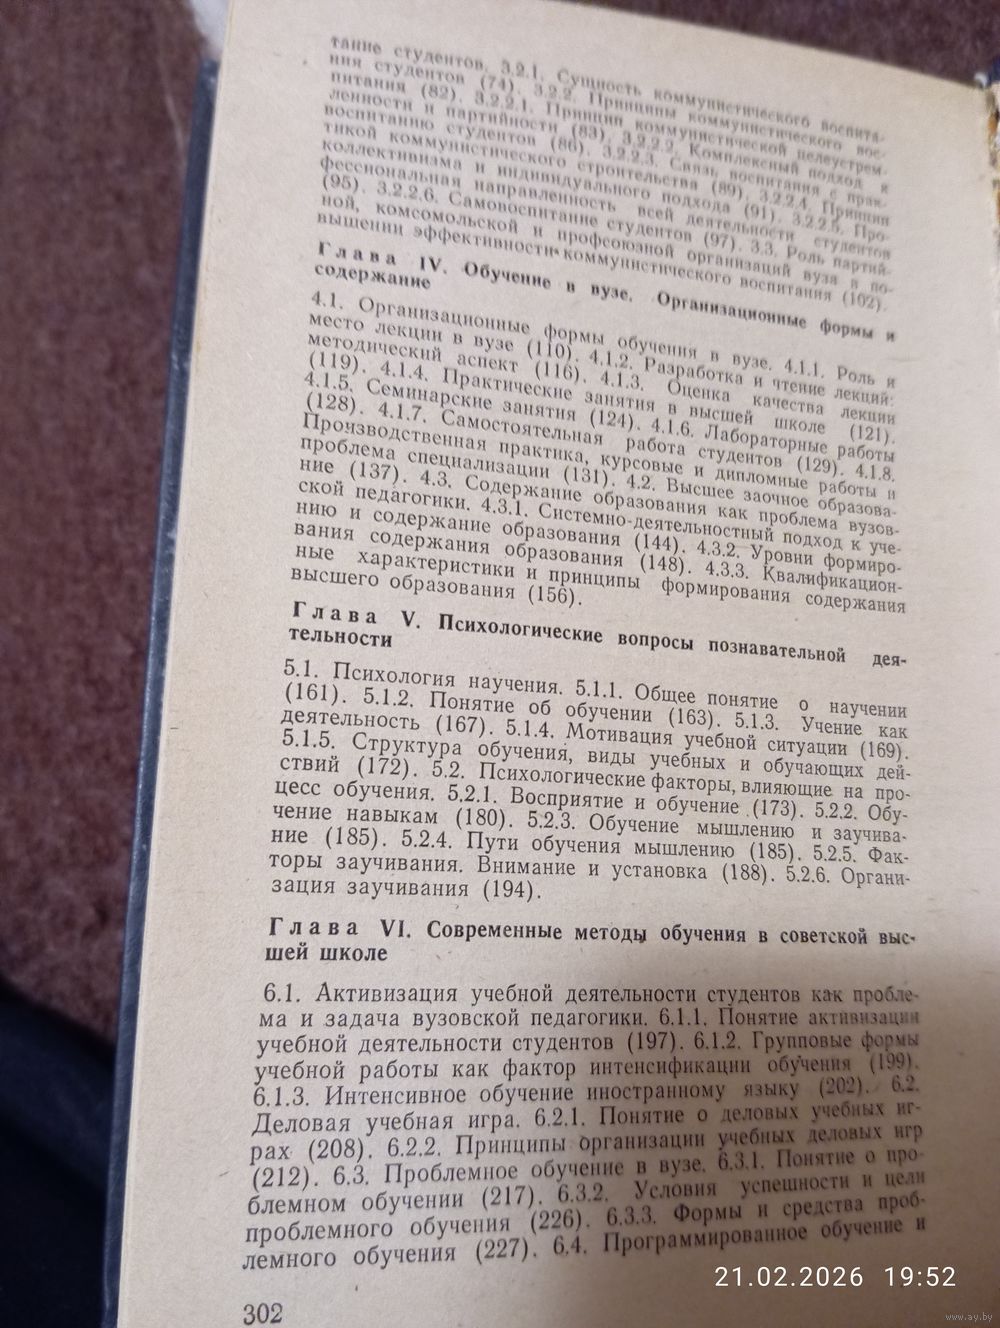 тание студентов. 3.2.1. Сущность коммунистического воспита-
ния студентов (74). 3.2.2. Принципы коммунистического вос-
питания (82). 3.2.2.1. Принцип коммунистической целеустрем-
ленности и партийности (83). 3.2.2.2. Комплексный подход к
воспитанию студентов (86). 3.2.2.3. Связь воспитания с прак-
тикой коммунистического строительства (89). 3.2.2.4. Принцип
коллективизма и индивидуального подхода (91). 3.2.2.5. Про-
фессиональная направленность всей деятельности студентов
(95). 3.2.2.6. Самовоспитание студентов (97). 3.3. Роль партий-
ной, комсомольской и профсоюзной организаций вуза в по-
вышении эффективности коммунистического воспитания (102).
Глава IV. Обучение в вузе. Организационные формы и
содержание
4.1. Организационные формы обучения в вузе. 4.1.1. Роль и
место лекции в вузе (110). 4.1.2. Разработка и чтение лекций:
методический аспект (116). 4.1.3. Оценка качества лекции
(119). 4.1.4. Практические занятия в высшей школе (121).
4.1.5. Семинарские занятия (124). 4.1.6. Лабораторные работы
(128). 4.1.7. Самостоятельная работа студентов (129). 4.1.8.
Производственная практика, курсовые и дипломные работы и
проблема специализации (131). 4.2. Высшее заочное образова-
ние (137). 4.3. Содержание образования как проблема вузов-
ской педагогики. 4.3.1. Системно-деятельностный подход к уче-
нию и содержание образования (144). 4.3.2. Уровни формиро-
вания содержания образования (148). 4.3.3. Квалификацион-
ные характеристики и принципы формирования содержания
высшего образования (156).
Глава V. Психологические вопросы познавательной дея-
тельности
5.1. Психология научения. 5.1.1. Общее понятие о научении
(161). 5.1.2. Понятие об обучении (163). 5.1.3. Учение как
деятельность (167). 5.1.4. Мотивация учебной ситуации (169).
5.1.5. Структура обучения, виды учебных и обучающих дей-
ствий (172). 5.2. Психологические факторы, влияющие на про-
цесс обучения. 5.2.1. Восприятие и обучение (173). 5.2.2. Обу-
чение навыкам (180). 5.2.3. Обучение мышлению и заучива-
ние (185). 5.2.4. Пути обучения мышлению (185). 5.2.5. Фак-
торы заучивания. Внимание и установка (188). 5.2.6. Органи-
зация заучивания (194).
Глава VI. Современные методы обучения в советской выс-
шей школе
6.1. Активизация учебной деятельности студентов как пробле-
ма и задача вузовской педагогики. 6.1.1. Понятие активизации
учебной деятельности студентов (197). 6.1.2. Групповые формы
учебной работы как фактор интенсификации обучения (199).
6.1.3. Интенсивное обучение иностранному языку (202). 6.2.
Деловая учебная игра. 6.2.1. Понятие о деловых учебных иг-
рах (208). 6.2.2. Принципы организации учебных деловых игр
(212). 6.3. Проблемное обучение в вузе. 6.3.1. Понятие о про-
блемном обучении (217). 6.3.2. Условия успешности и цели
проблемного обучения (226). 6.3.3. Формы и средства проб-
лемного обучения (227). 6.4. Программированное обучение и
302
21.02.2026 19:52
www.ay.by